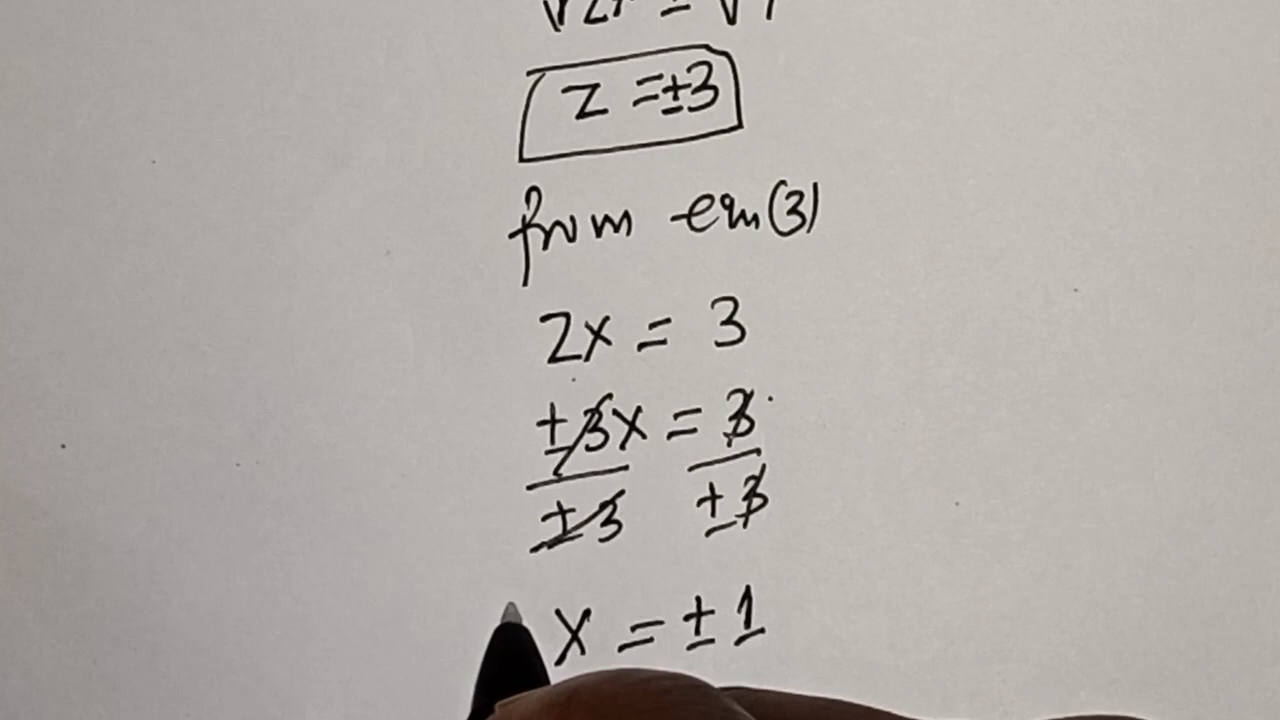 z = ±3
from eqn(3)
zx = 3
±3x = 3
±3 ±3
x = ±1